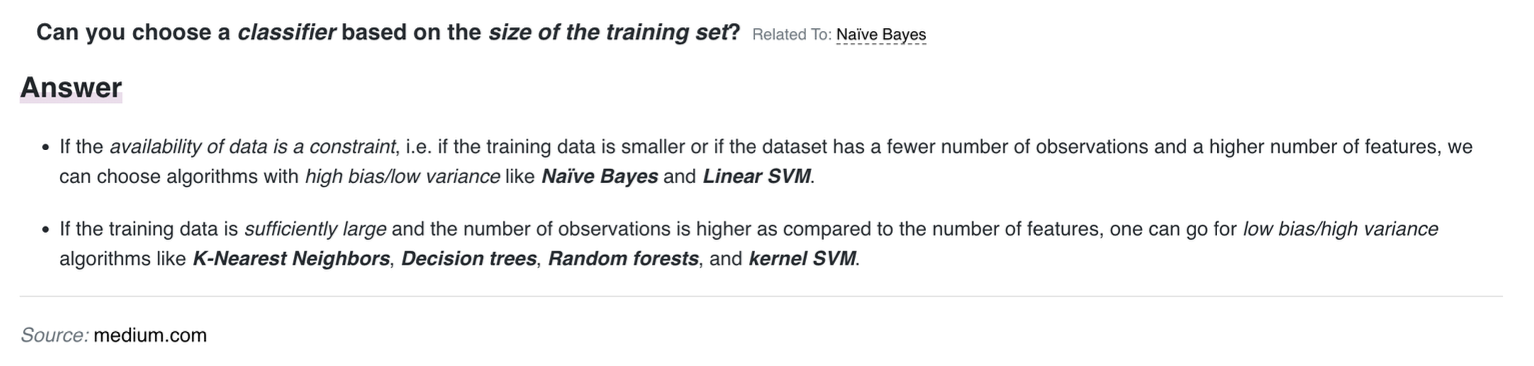 Can you choose a classifier based on the size of the training set? Related To: Naïve Bayes
Answer
• If the availability of data is a constraint, i.e. if the training data is smaller or if the dataset has a fewer number of observations and a higher number of features, we
can choose algorithms with high bias/low variance like Naïve Bayes and Linear SVM.
• If the training data is sufficiently large and the number of observations is higher as compared to the number of features, one can go for low bias/high variance
algorithms like K-Nearest Neighbors, Decision trees, Random forests, and kernel SVM.
Source: medium.com